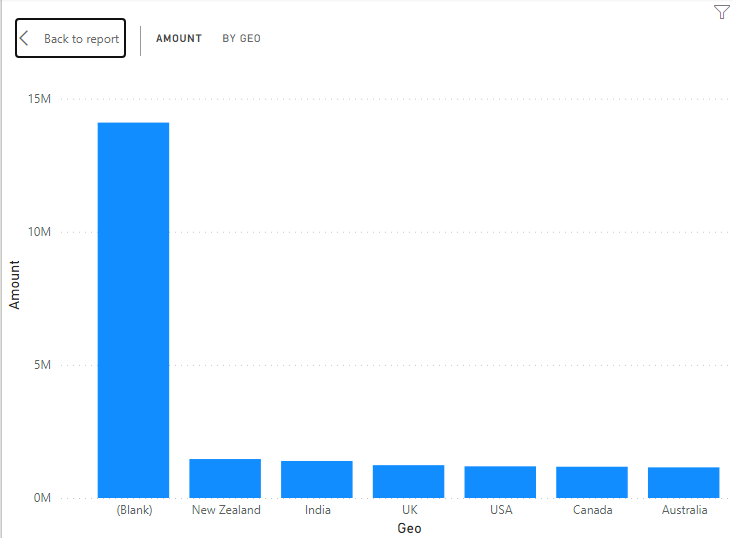 Back to report
AMOUNT BY GEO
15M
10M
5M
0M
Amount
(Blank) New Zealand India UK USA Canada Australia
Geo